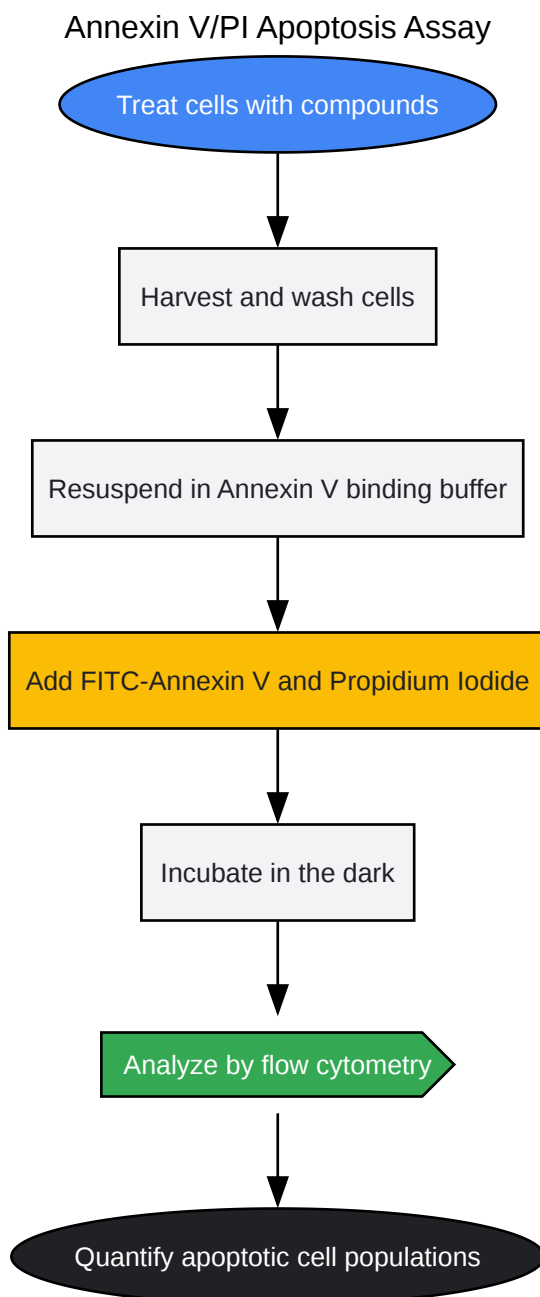 Annexin V/PI Apoptosis Assay
Treat cells with compounds
Harvest and wash cells
Resuspend in Annexin V binding buffer
Add FITC-Annexin V and Propidium Iodide
Incubate in the dark
Analyze by flow cytometry
Quantify apoptotic cell populations